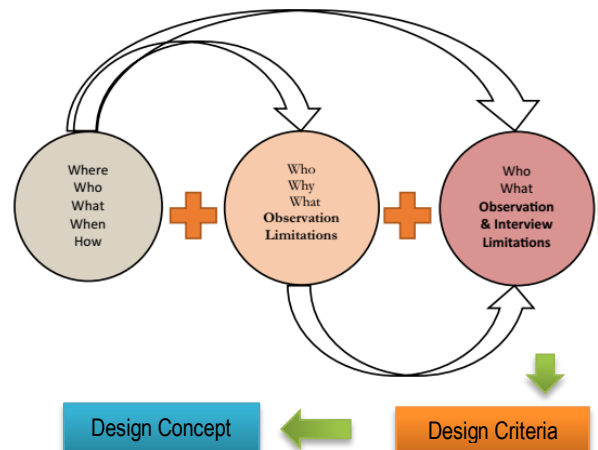 Where
Who
What
When
How
Who
Why
What
Observation
Limitations
Who
What
Observation
& Interview
Limitations
Design Concept
Design Criteria